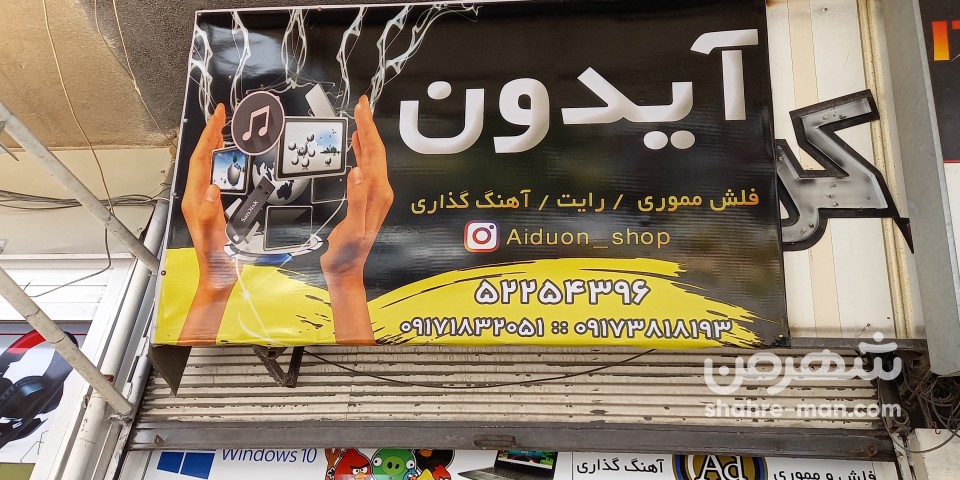 آیدون
فلش مموری / رایت / آهنگ گذاری
Aiduon_shop
۵۲۲۵۴۳۹۶
۰۹۱۷۱۸۳۲۰۵۱ :: ۰۹۱۷۳۸۱۸۱۹۳
SanDisk
شهرمن
shahre-man.com
Windows 10
آهنگ گذاری
Ad
فلش و مموری